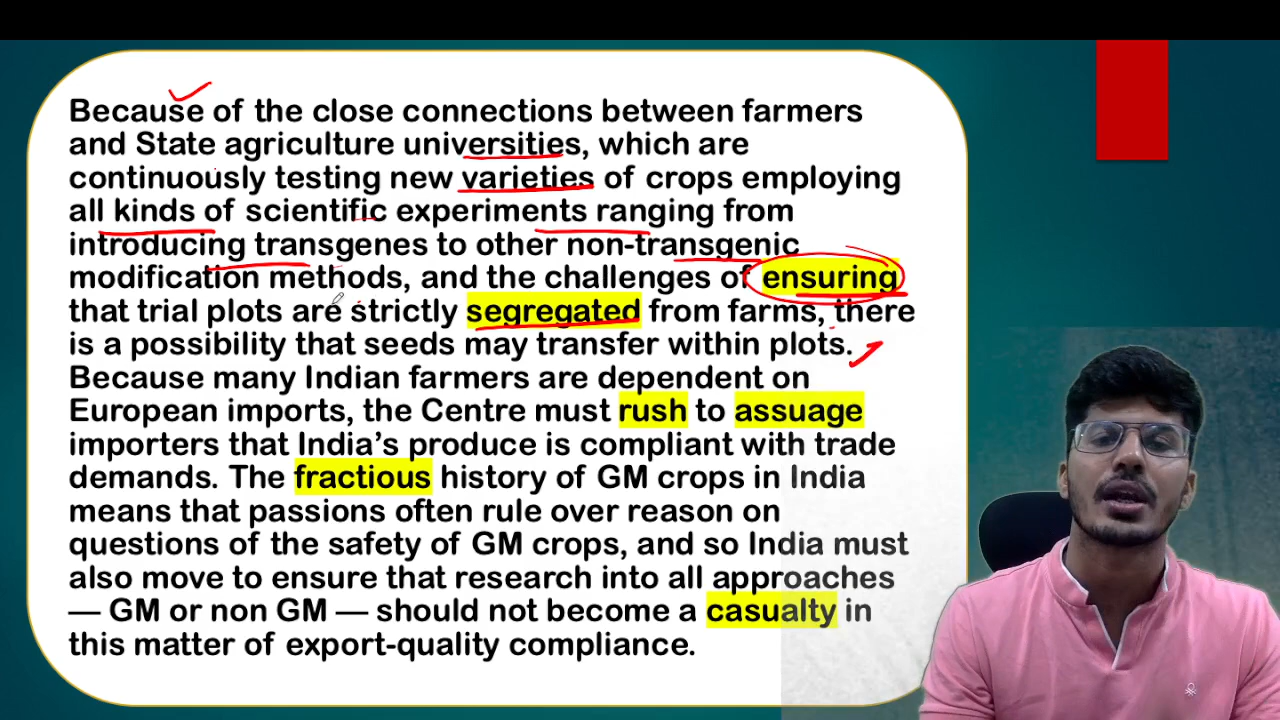 Because of the close connections between farmers
and State agriculture universities, which are
continuously testing new varieties of crops employing
all kinds of scientific experiments ranging from
introducing transgenes to other non-transgenic
modification methods, and the challenges of ensuring
that trial plots are strictly segregated from farms, there
is a possibility that seeds may transfer within plots.
Because many Indian farmers are dependent on
European imports, the Centre must rush to assuage
importers that India’s produce is compliant with trade
demands. The fractious history of GM crops in India
means that passions often rule over reason on
questions of the safety of GM crops, and so India must
also move to ensure that research into all approaches
— GM or non GM — should not become a casualty in
this matter of export-quality compliance.